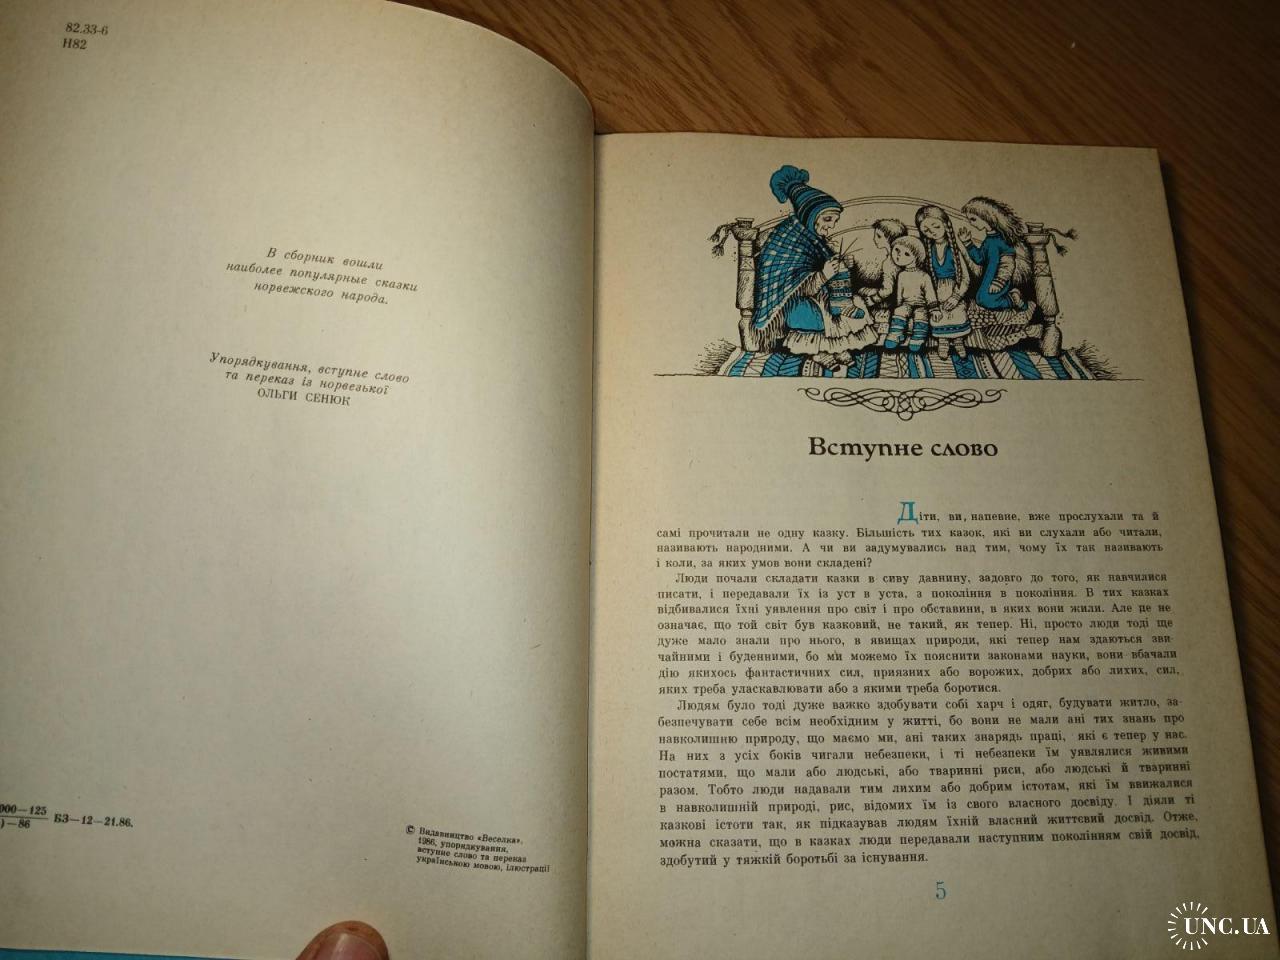 82.33-6
Н82
В сборник вошли
наиболее популярные сказки
норвежского народа.
Упорядкування, вступне слово
та переказ із норвезької
ОЛЬГИ СЕНЮК
000—125
)—86 БЗ—12—21.86.
© Видавництво «Веселка»,
1986, упорядкування,
вступне слово та переказ
українською мовою, ілюстрації
Вступне слово
Діти, ви, напевне, вже прослухали та й
самі прочитали не одну казку. Більшість тих казок, які ви слухали або читали,
називають народними. А чи ви задумувались над тим, чому їх так називають
і коли, за яких умов вони складені?
Люди почали складати казки в сиву давнину, задовго до того, як навчилися
писати, і передавали їх із уст в уста, з покоління в покоління. В тих казках
відбивалися їхні уявлення про світ і про обставини, в яких вони жили. Але це не
означає, що той світ був казковий, не такий, як тепер. Ні, просто люди тоді ще
дуже мало знали про нього, в явищах природи, які тепер нам здаються зви-
чайними і буденними, бо ми можемо їх пояснити законами науки, вони вбачали
дію якихось фантастичних сил, приязних або ворожих, добрих або лихих, сил,
яких треба уласкавлювати або з якими треба боротися.
Людям було тоді дуже важко здобувати собі харч і одяг, будувати житло, за-
безпечувати себе всім необхідним у житті, бо вони не мали ані тих знань про
навколишню природу, що маємо ми, ані таких знарядь праці, які є тепер у нас.
На них з усіх боків чигали небезпеки, і ті небезпеки їм уявлялися живими
постатями, що мали або людські, або тваринні риси, або людські й тваринні
разом. Тобто люди надавали тим лихим або добрим істотам, які їм ввижалися
в навколишній природі, рис, відомих їм із свого власного досвіду. І діяли ті
казкові істоти так, як підказував людям їхній власний життєвий досвід. Отже,
можна сказати, що в казках люди передавали наступним поколінням свій досвід,
здобутий у тяжкій боротьбі за існування.
5
UNC.UA